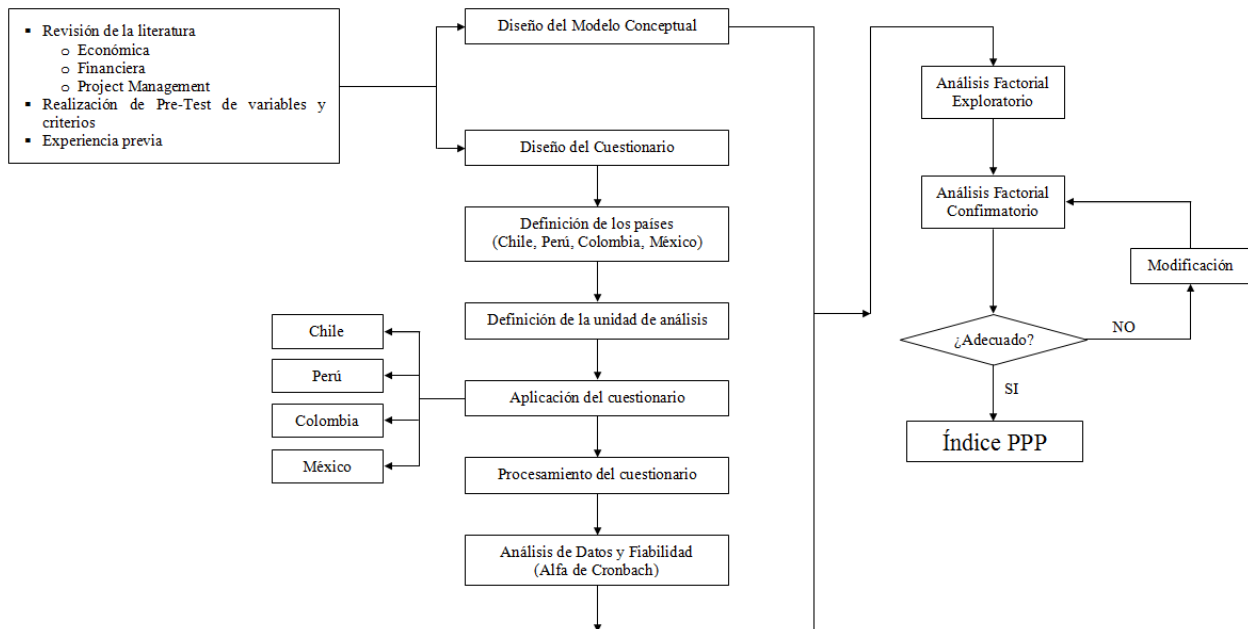 ▪ Revisión de la literatura
o Económica
o Financiera
o Project Management
▪ Realización de Pre-Test de variables y
criterios
▪ Experiencia previa
Diseño del Modelo Conceptual
Diseño del Cuestionario
Definición de los países
(Chile, Perú, Colombia, México)
Definición de la unidad de análisis
Aplicación del cuestionario
Chile
Perú
Colombia
México
Procesamiento del cuestionario
Análisis de Datos y Fiabilidad
(Alfa de Cronbach)
Análisis Factorial
Exploratorio
Análisis Factorial
Confirmatorio
Modificación
¿Adecuado?
NO
SI
Índice PPP